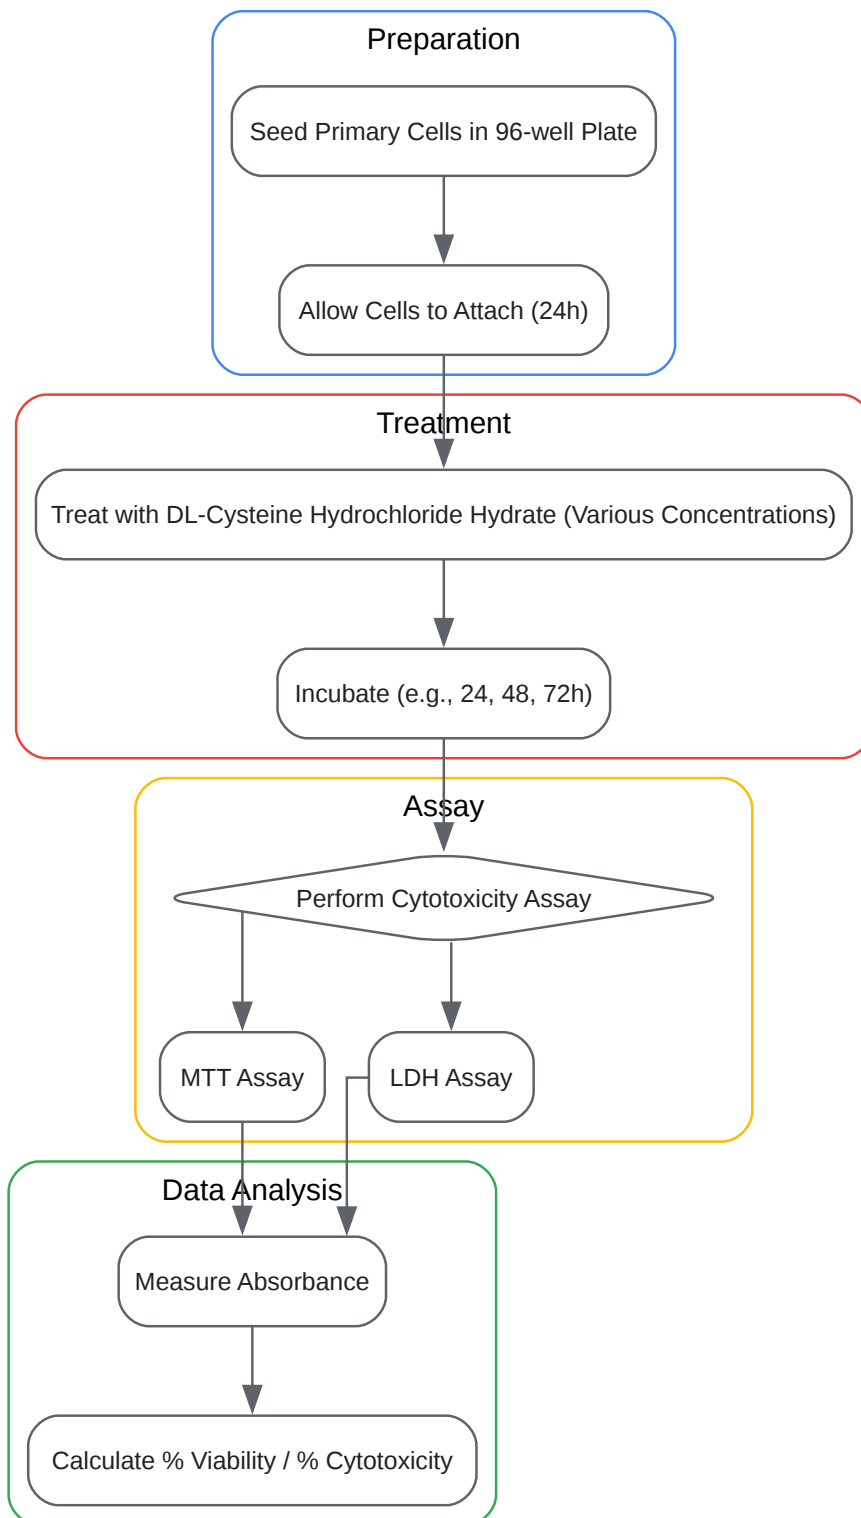 Preparation
Seed Primary Cells in 96-well Plate
Allow Cells to Attach (24h)
Treatment
Treat with DL-Cysteine Hydrochloride Hydrate (Various Concentrations)
Incubate (e.g., 24, 48, 72h)
Assay
Perform Cytotoxicity Assay
MTT Assay
LDH Assay
Data Analysis
Measure Absorbance
Calculate % Viability / % Cytotoxicity